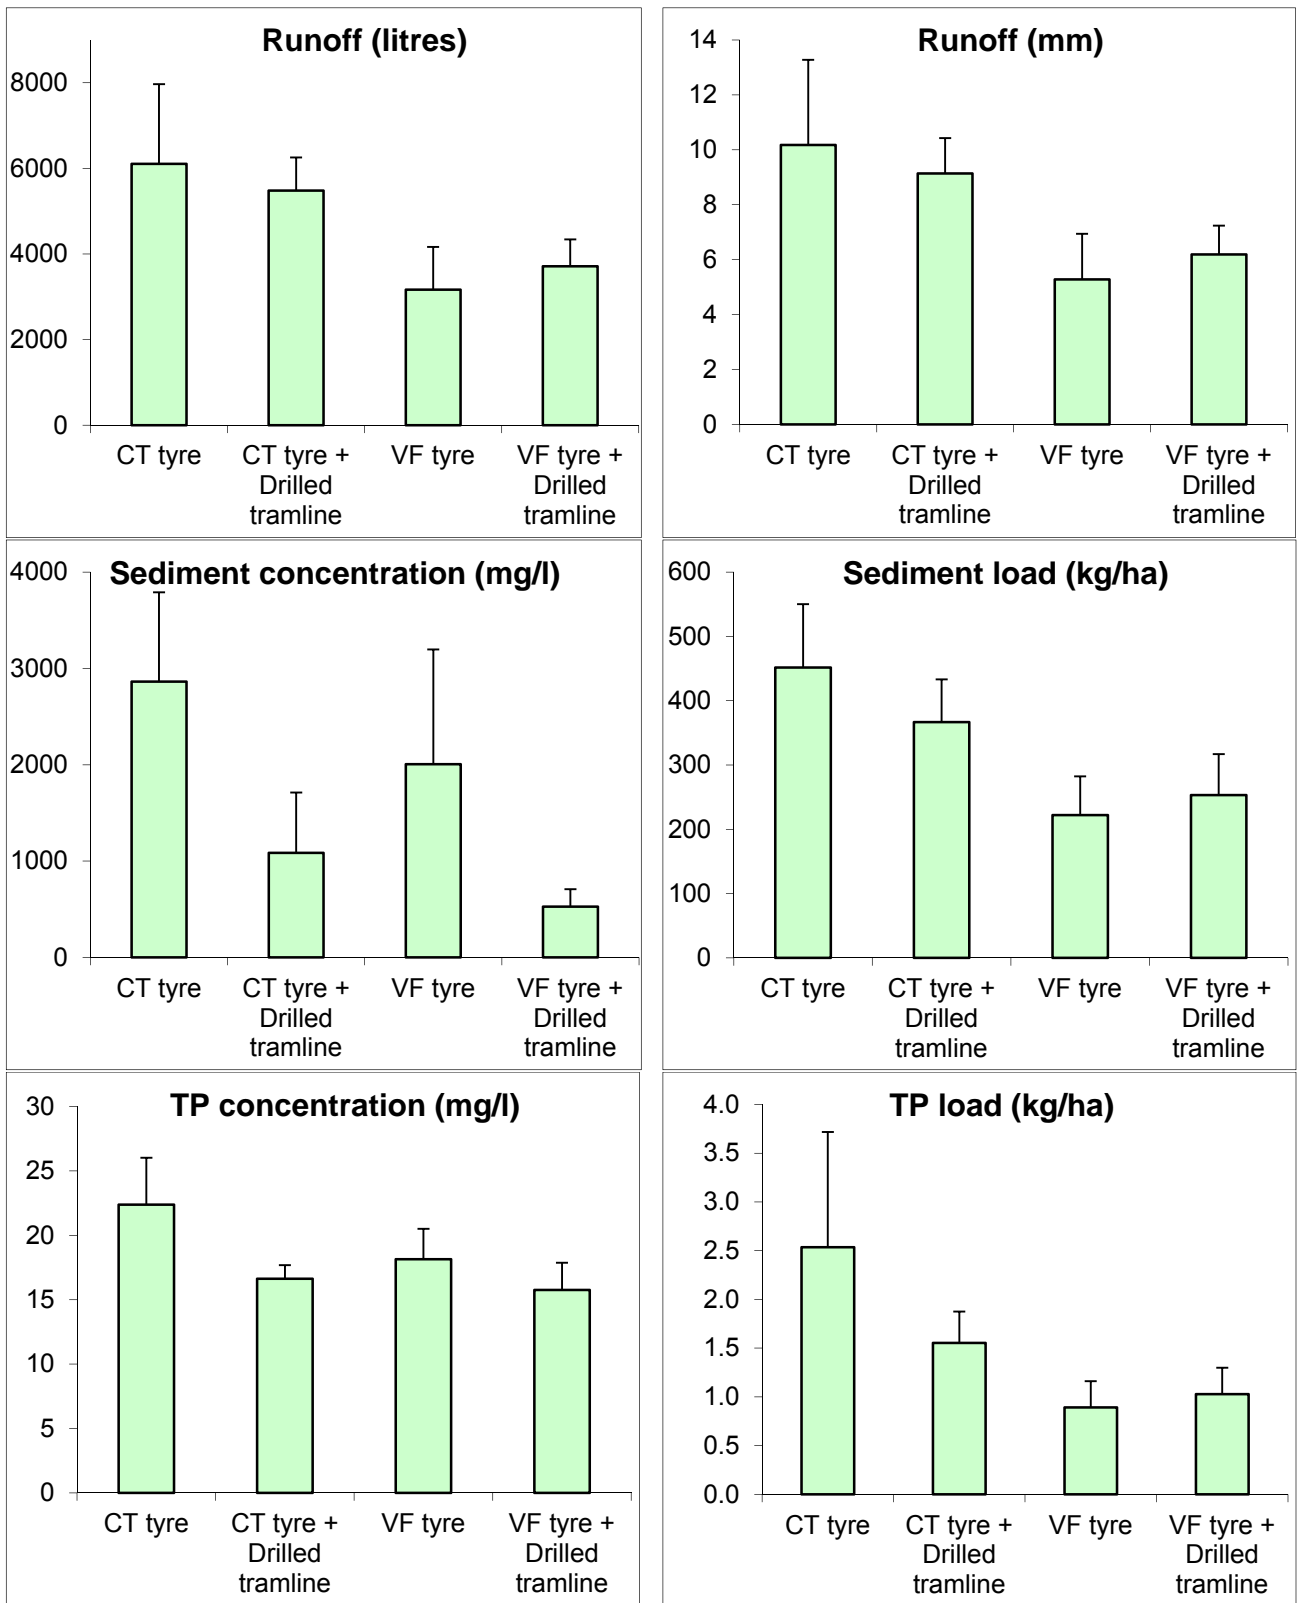 Runoff (litres)
8000
6000
4000
2000
0
CT tyre
CT tyre +
Drilled
tramline
VF tyre
VF tyre +
Drilled
tramline
Runoff (mm)
14
12
10
8
6
4
2
0
CT tyre
CT tyre +
Drilled
tramline
VF tyre
VF tyre +
Drilled
tramline
Sediment concentration (mg/l)
4000
3000
2000
1000
0
CT tyre
CT tyre +
Drilled
tramline
VF tyre
VF tyre +
Drilled
tramline
Sediment load (kg/ha)
600
500
400
300
200
100
0
CT tyre
CT tyre +
Drilled
tramline
VF tyre
VF tyre +
Drilled
tramline
TP concentration (mg/l)
30
25
20
15
10
5
0
CT tyre
CT tyre +
Drilled
tramline
VF tyre
VF tyre +
Drilled
tramline
TP load (kg/ha)
4.0
3.5
3.0
2.5
2.0
1.5
1.0
0.5
0.0
CT tyre
CT tyre +
Drilled
tramline
VF tyre
VF tyre +
Drilled
tramline